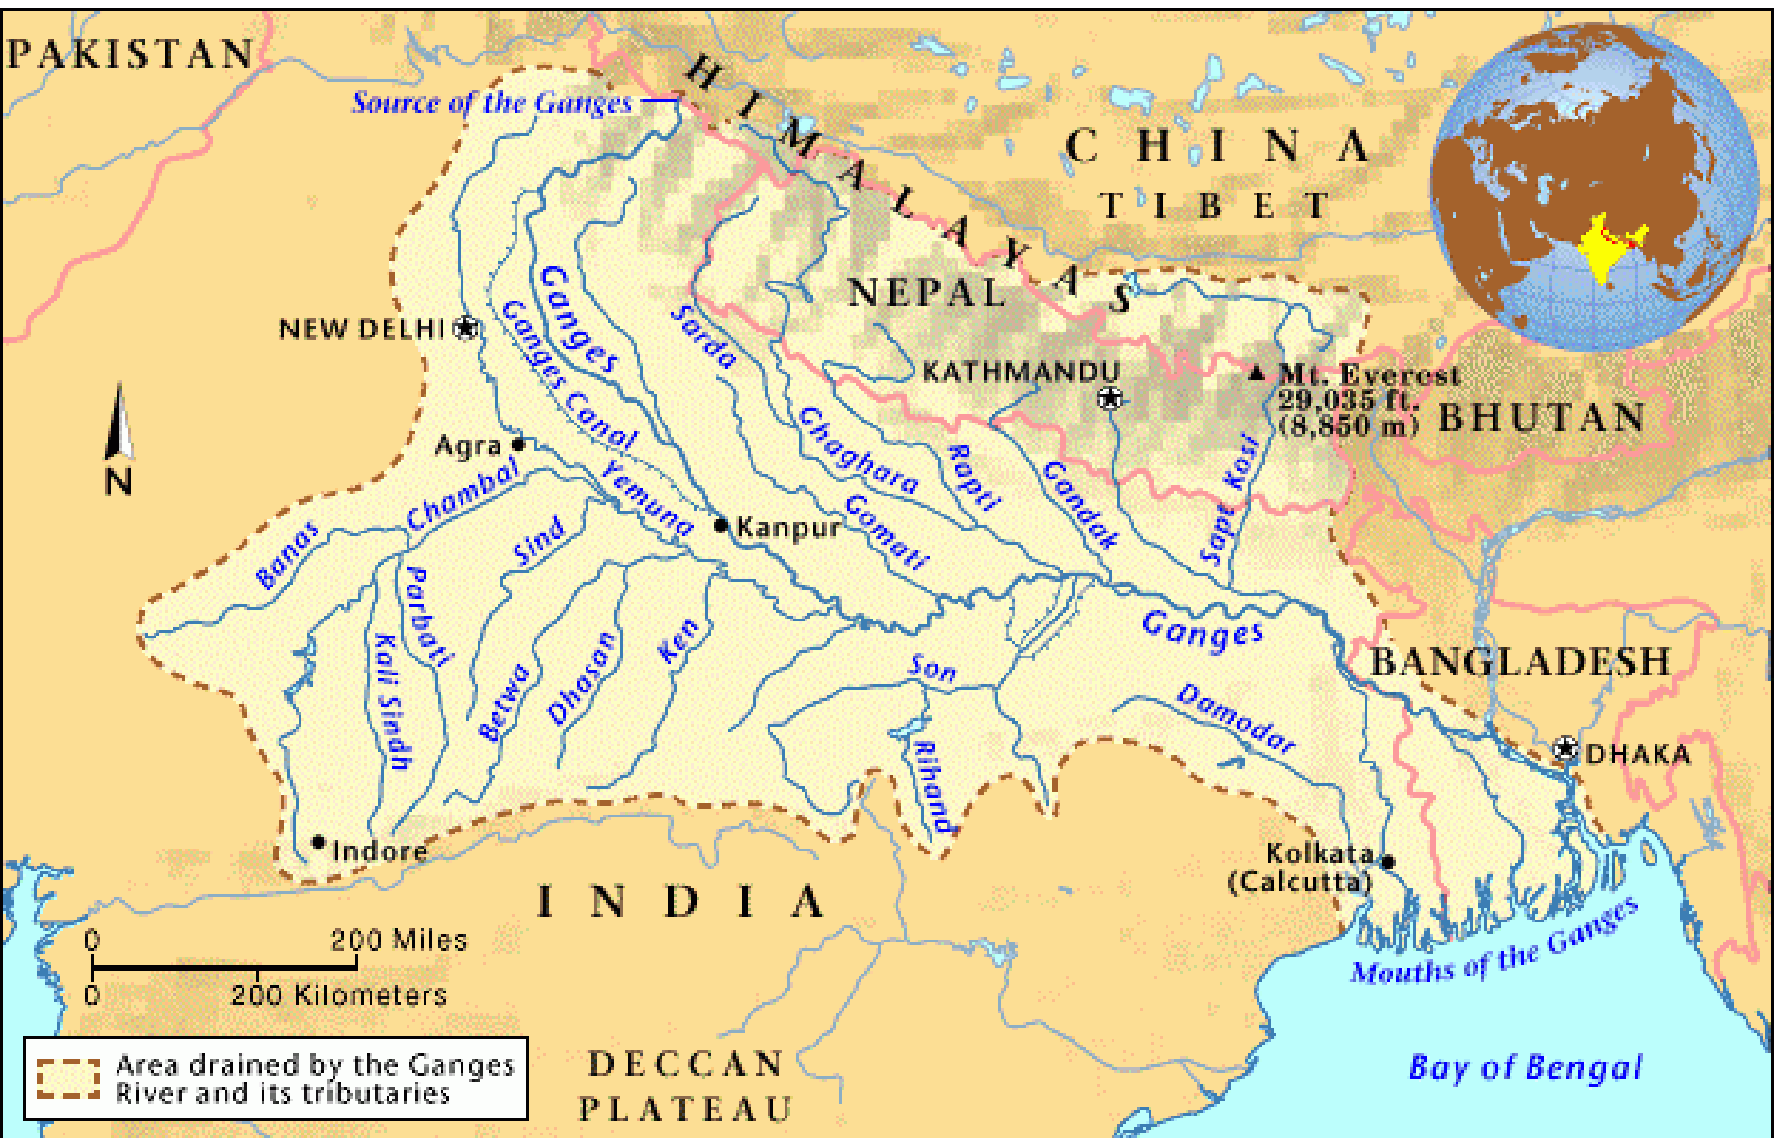 PAKISTAN
Source of the Ganges
HIMALAYAS
CHINA
TIBET
NEPAL
NEW DELHI
Ganges
Ganges Canal
Sarda
KATHMANDU
Mt. Everest
29,035 ft.
(8,850 m)
BHUTAN
Agra
N
Chambal
Yemuna
Ghaghara
Rapti
Gandak
Sapt Kosi
Banas
Sind
Kanpur
Gomati
Parbati
Kali Sindh
Betwa
Dhasan
Ken
Son
Ganges
BANGLADESH
Damodar
Rihand
DHAKA
Indore
Kolkata
(Calcutta)
INDIA
Mouths of the Ganges
0 200 Miles
0 200 Kilometers
Area drained by the Ganges
River and its tributaries
DECCAN
PLATEAU
Bay of Bengal